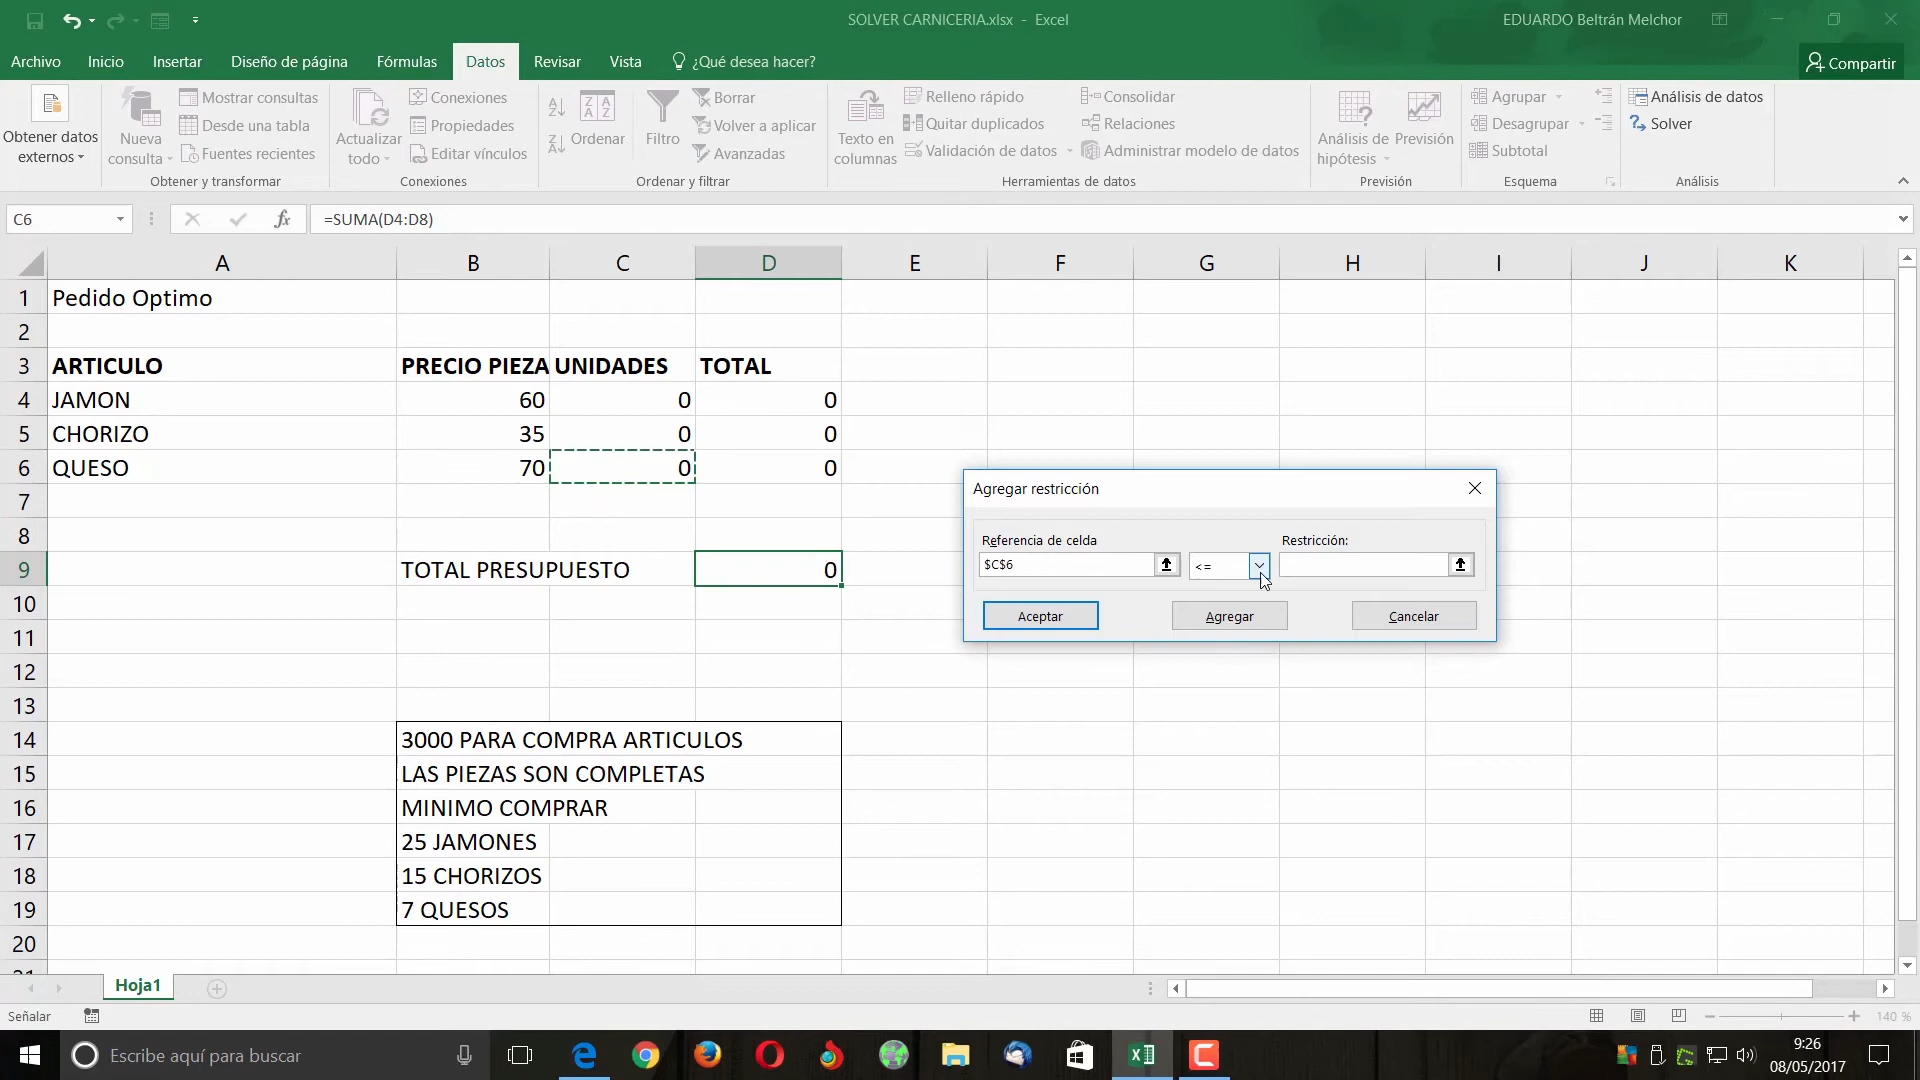 SOLVER CARNICERIA.xlsx - Excel
EDUARDO Beltrán Melchor
Archivo Inicio Insertar Diseño de página Fórmulas Datos Revisar Vista ¿Qué desea hacer? Compartir
Obtener datos externos
Nueva consulta
Mostrar consultas
Desde una tabla
Fuentes recientes
Obtener y transformar
Actualizar todo
Conexiones
Propiedades
Editar vínculos
Conexiones
Ordenar
Filtro
Borrar
Volver a aplicar
Avanzadas
Ordenar y filtrar
Texto en columnas
Relleno rápido
Quitar duplicados
Validación de datos
Consolidar
Relaciones
Administrar modelo de datos
Herramientas de datos
Análisis de hipótesis
Previsión
Previsión
Agrupar
Desagrupar
Subtotal
Esquema
Análisis de datos
Solver
Análisis
C6 fx =SUMA(D4:D8)
A B C D E F G H I J K
1 Pedido Optimo
2
3 ARTICULO PRECIO PIEZA UNIDADES TOTAL
4 JAMON 60 0 0
5 CHORIZO 35 0 0
6 QUESO 70 0 0
7
8
9 TOTAL PRESUPUESTO 0
10
11
12
13
14 3000 PARA COMPRA ARTICULOS
15 LAS PIEZAS SON COMPLETAS
16 MINIMO COMPRAR
17 25 JAMONES
18 15 CHORIZOS
19 7 QUESOS
20
21
Agregar restricción
Referencia de celda Restricción:
$C$6 <=
Aceptar Agregar Cancelar
Hoja1
Señalar
140 %
Escribe aquí para buscar
9:26
08/05/2017